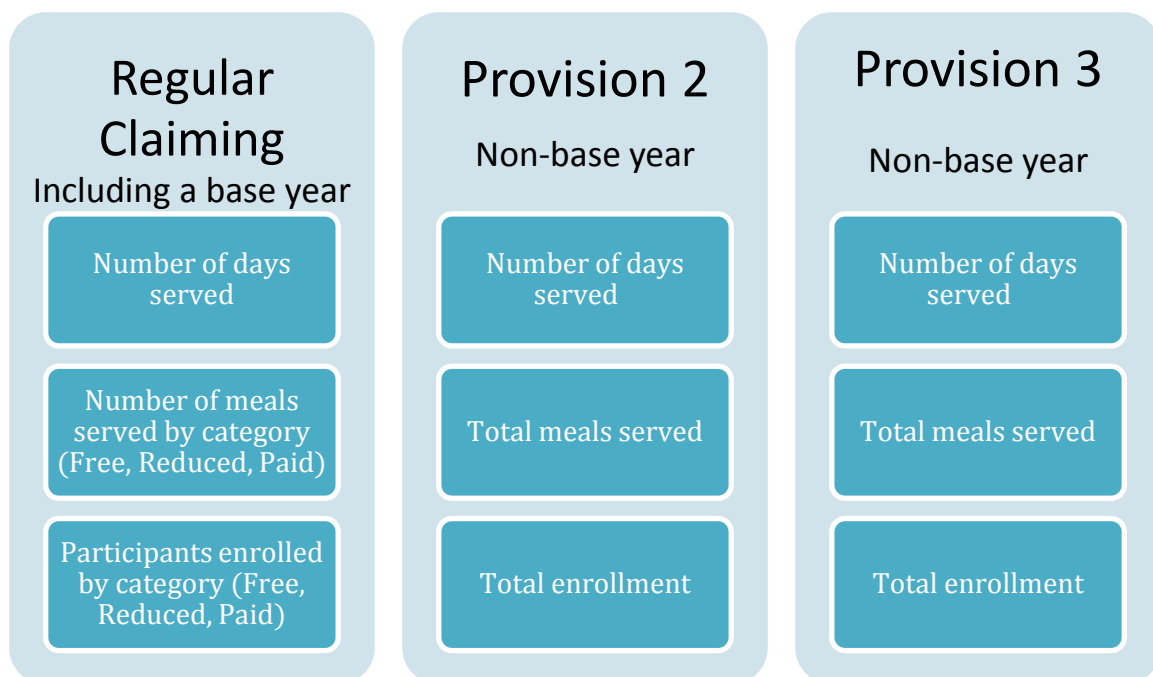 Regular
Claiming
Including a base year
Number of days
served
Number of meals
served by category
(Free, Reduced, Paid)
Participants enrolled
by category (Free,
Reduced, Paid)
Provision 2
Non-base year
Number of days
served
Total meals served
Total enrollment
Provision 3
Non-base year
Number of days
served
Total meals served
Total enrollment